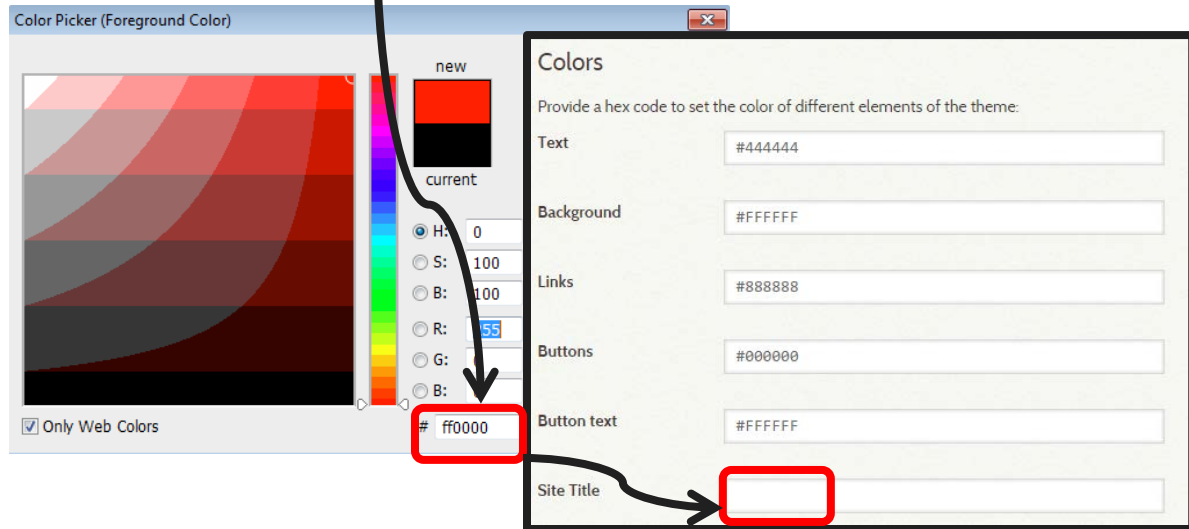 Color Picker (Foreground Color)
new
current
H: 0
S: 100
B: 100
R: 255
G:
B:
# ff0000
Only Web Colors
Colors
Provide a hex code to set the color of different elements of the theme:
Text #444444
Background #FFFFFF
Links #888888
Buttons #000000
Button text #FFFFFF
Site Title